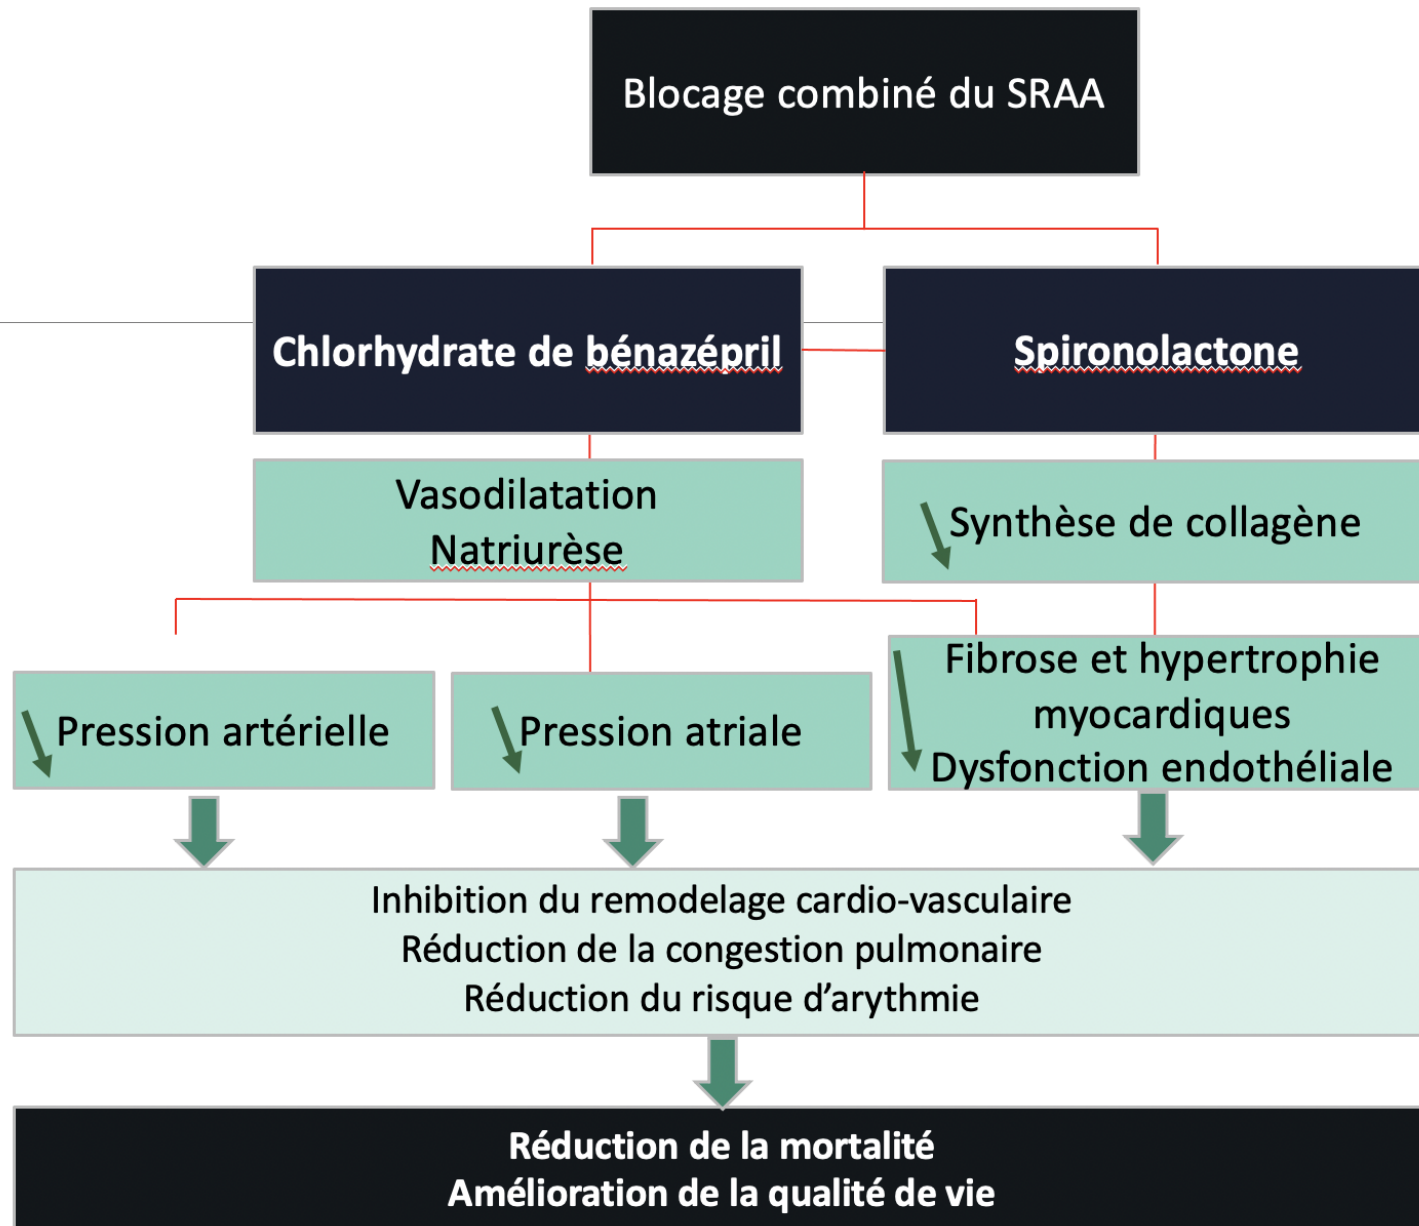 Blocage combiné du SRAA
Chlorhydrate de bénazépril
Spironolactone
Vasodilatation
Natriurèse
Synthèse de collagène
Pression artérielle
Pression atriale
Fibrose et hypertrophie
myocardiques
Dysfonction endothéliale
Inhibition du remodelage cardio-vasculaire
Réduction de la congestion pulmonaire
Réduction du risque d’arythmie
Réduction de la mortalité
Amélioration de la qualité de vie